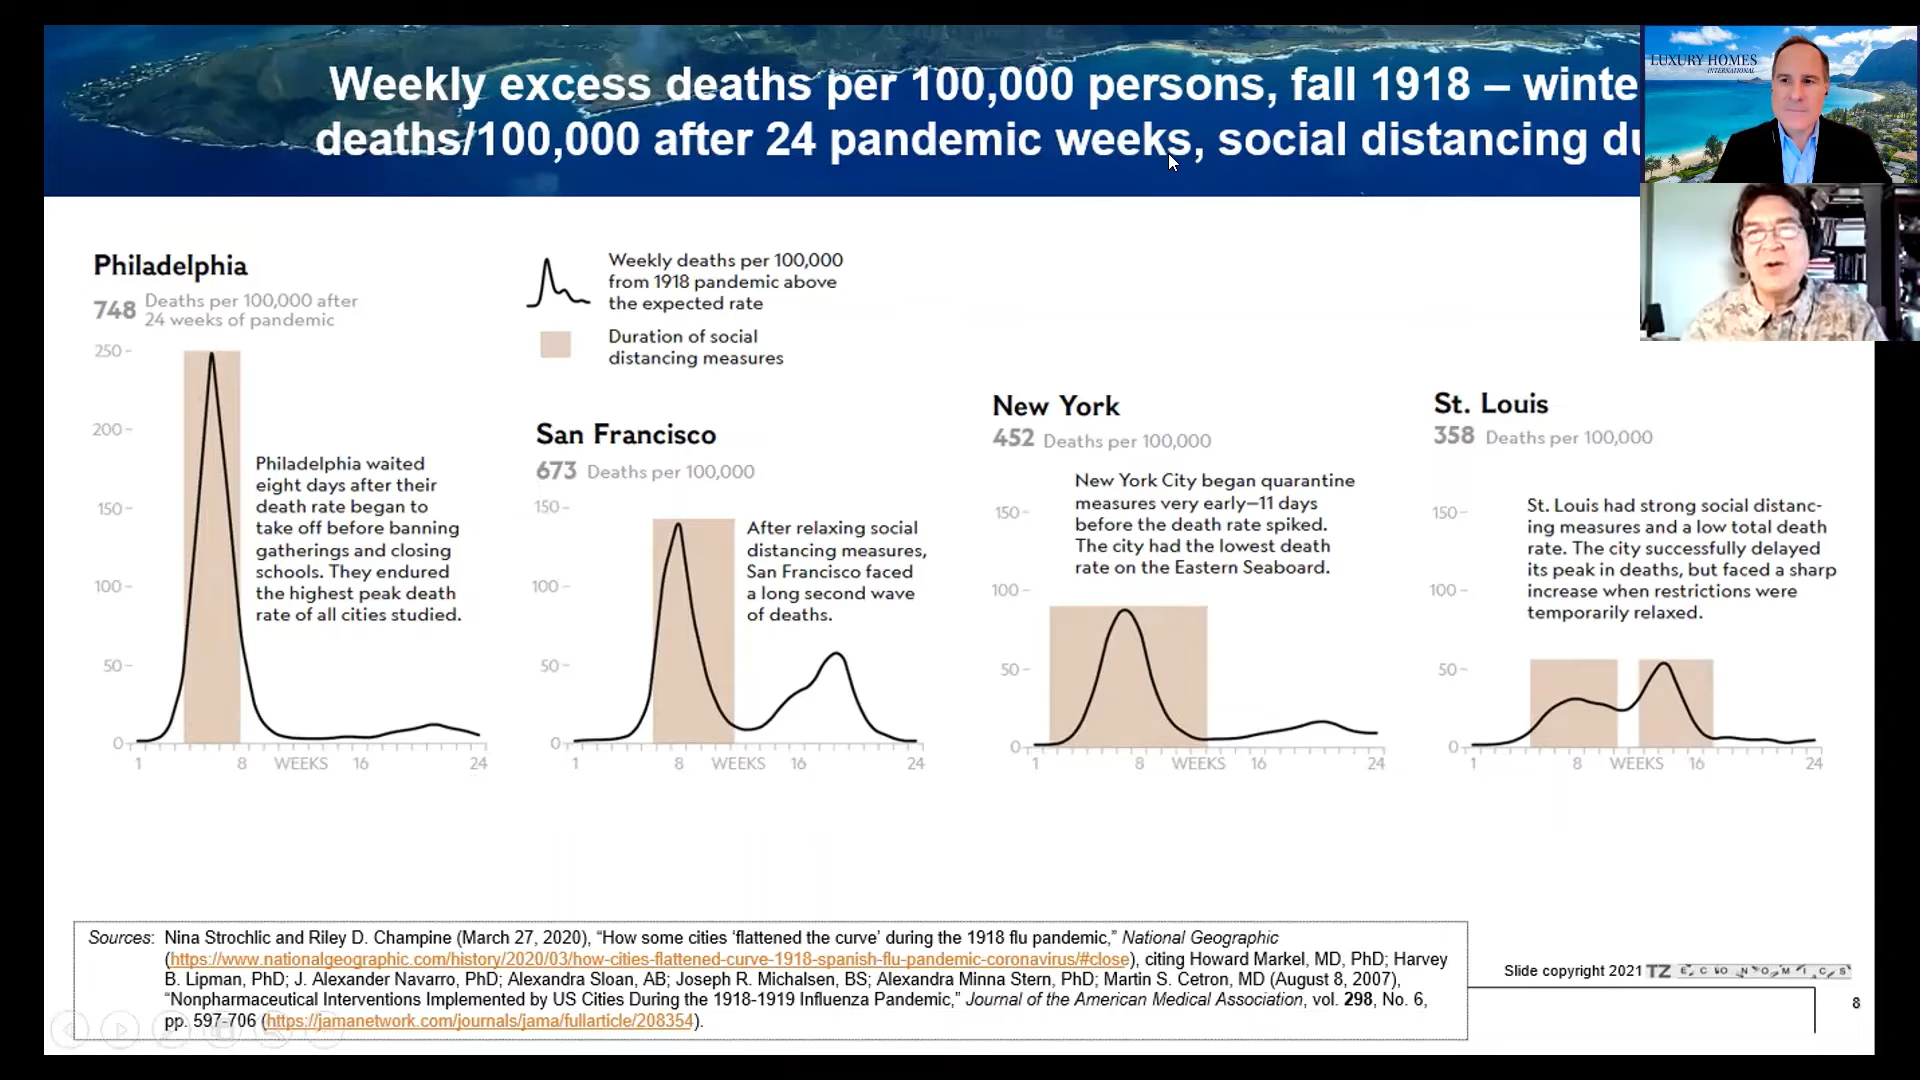 Weekly excess deaths per 100,000 persons, fall 1918 – winte
deaths/100,000 after 24 pandemic weeks, social distancing du
LUXURY HOMES
INTERNATIONAL
Philadelphia
748 Deaths per 100,000 after
24 weeks of pandemic
250
200
150
100
50
0
1 8 WEEKS 16 24
Philadelphia waited
eight days after their
death rate began to
take off before banning
gatherings and closing
schools. They endured
the highest peak death
rate of all cities studied.
Weekly deaths per 100,000
from 1918 pandemic above
the expected rate
Duration of social
distancing measures
San Francisco
673 Deaths per 100,000
150
100
50
0
1 8 WEEKS 16 24
After relaxing social
distancing measures,
San Francisco faced
a long second wave
of deaths.
New York
452 Deaths per 100,000
150
100
50
0
1 8 WEEKS 16 24
New York City began quarantine
measures very early—11 days
before the death rate spiked.
The city had the lowest death
rate on the Eastern Seaboard.
St. Louis
358 Deaths per 100,000
150
100
50
0
1 8 WEEKS 16 24
St. Louis had strong social distanc-
ing measures and a low total death
rate. The city successfully delayed
its peak in deaths, but faced a sharp
increase when restrictions were
temporarily relaxed.
Sources: Nina Strochlic and Riley D. Champine (March 27, 2020), “How some cities ‘flattened the curve’ during the 1918 flu pandemic,” National Geographic
(https://www.nationalgeographic.com/history/2020/03/how-cities-flattened-curve-1918-spanish-flu-pandemic-coronavirus/#close), citing Howard Markel, MD, PhD; Harvey
B. Lipman, PhD; J. Alexander Navarro, PhD; Alexandra Sloan, AB; Joseph R. Michalsen, BS; Alexandra Minna Stern, PhD; Martin S. Cetron, MD (August 8, 2007),
“Nonpharmaceutical Interventions Implemented by US Cities During the 1918-1919 Influenza Pandemic,” Journal of the American Medical Association, vol. 298, No. 6,
pp. 597-706 (https://jamanetwork.com/journals/jama/fullarticle/208354).
Slide copyright 2021 TZ ECONOMICS
8